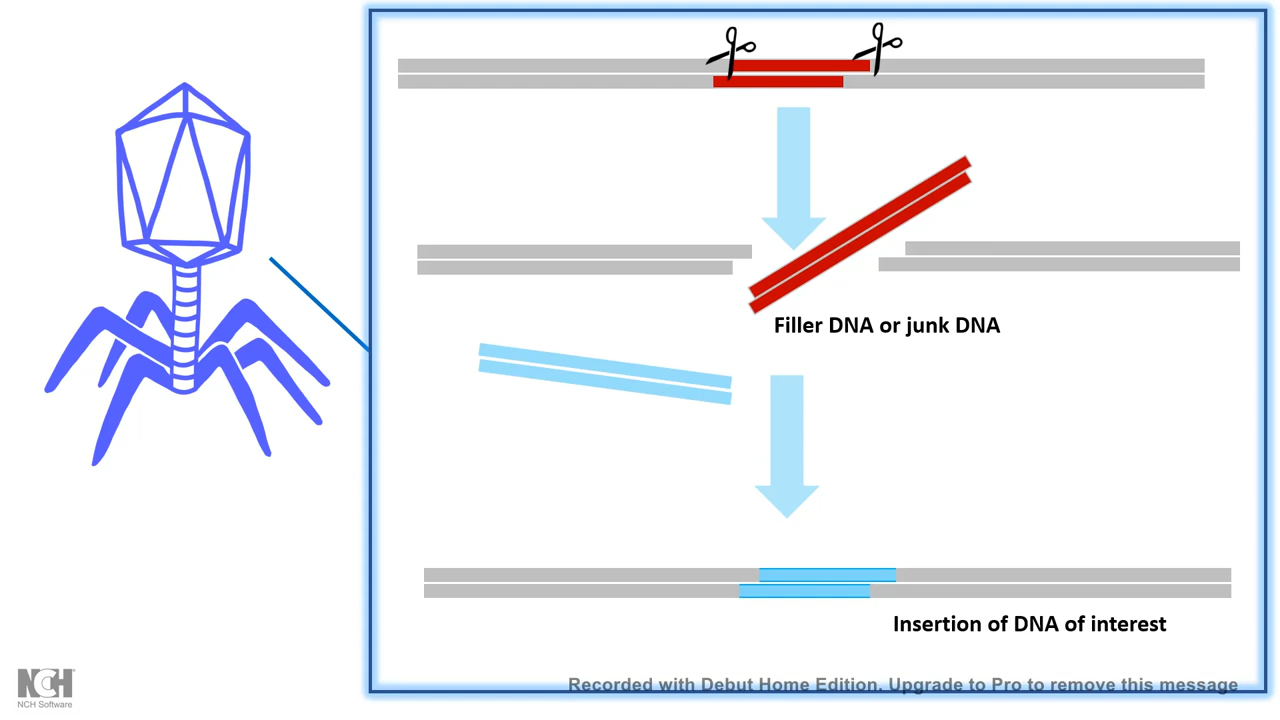 Filler DNA or junk DNA
Insertion of DNA of interest
NCH
NCH Software
Recorded with Debut Home Edition. Upgrade to Pro to remove this message